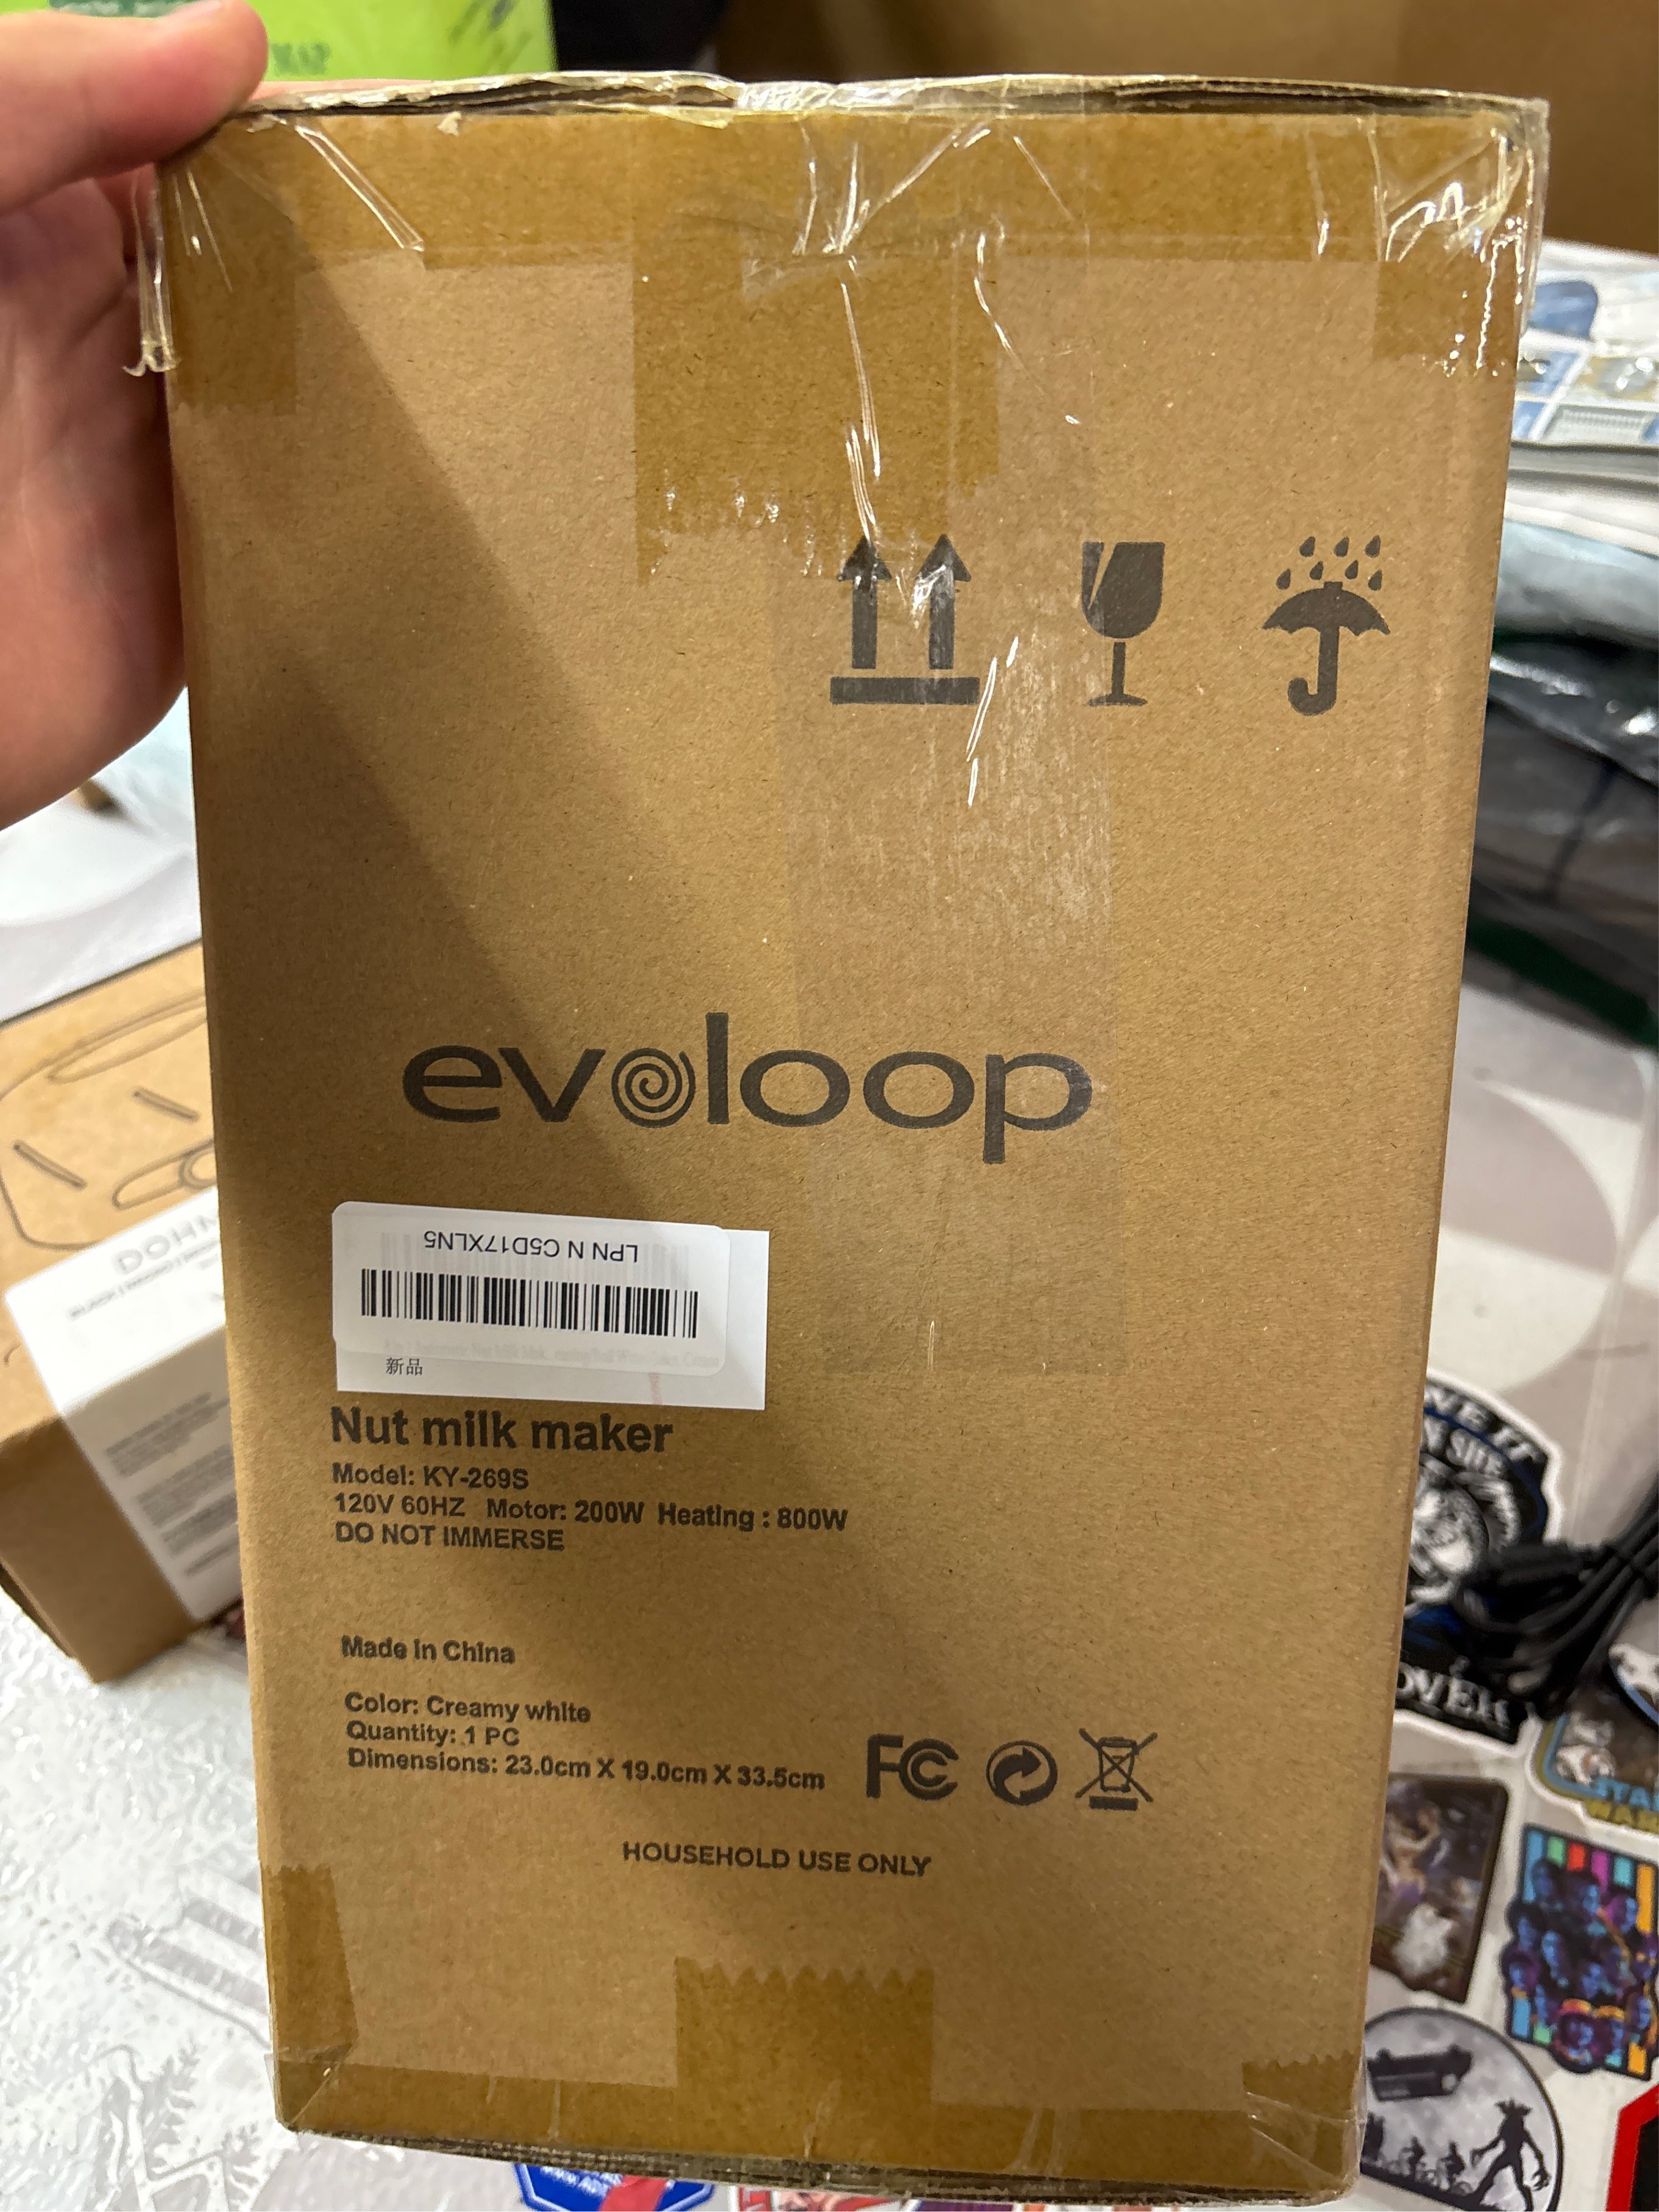 evoloop
LPN N C5D17XLN5
新品
Nut milk maker
Model: KY-269S
120V 60HZ Motor: 200W Heating : 800W
DO NOT IMMERSE
Made in China
Color: Creamy white
Quantity: 1 PC
Dimensions: 23.0cm X 19.0cm X 33.5cm
FC
HOUSEHOLD USE ONLY
DOHN